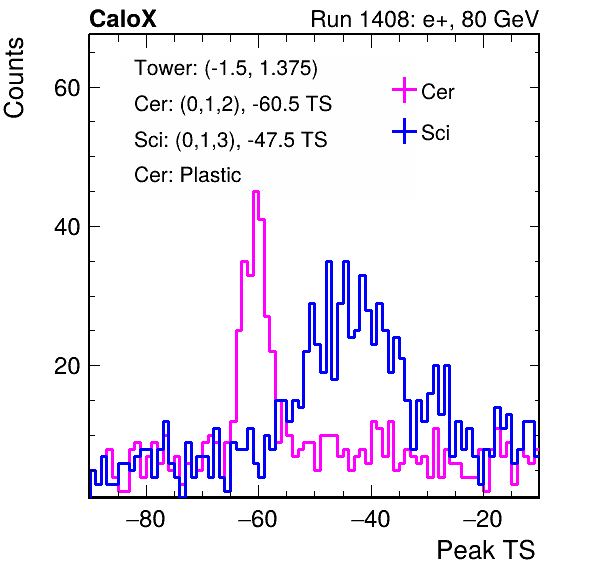 CaloX Run 1408: e+, 80 GeV
Counts
Tower: (-1.5, 1.375)
Cer: (0,1,2), -60.5 TS
Sci: (0,1,3), -47.5 TS
Cer: Plastic
Cer
Sci
60
40
20
−80 −60 −40 −20
Peak TS